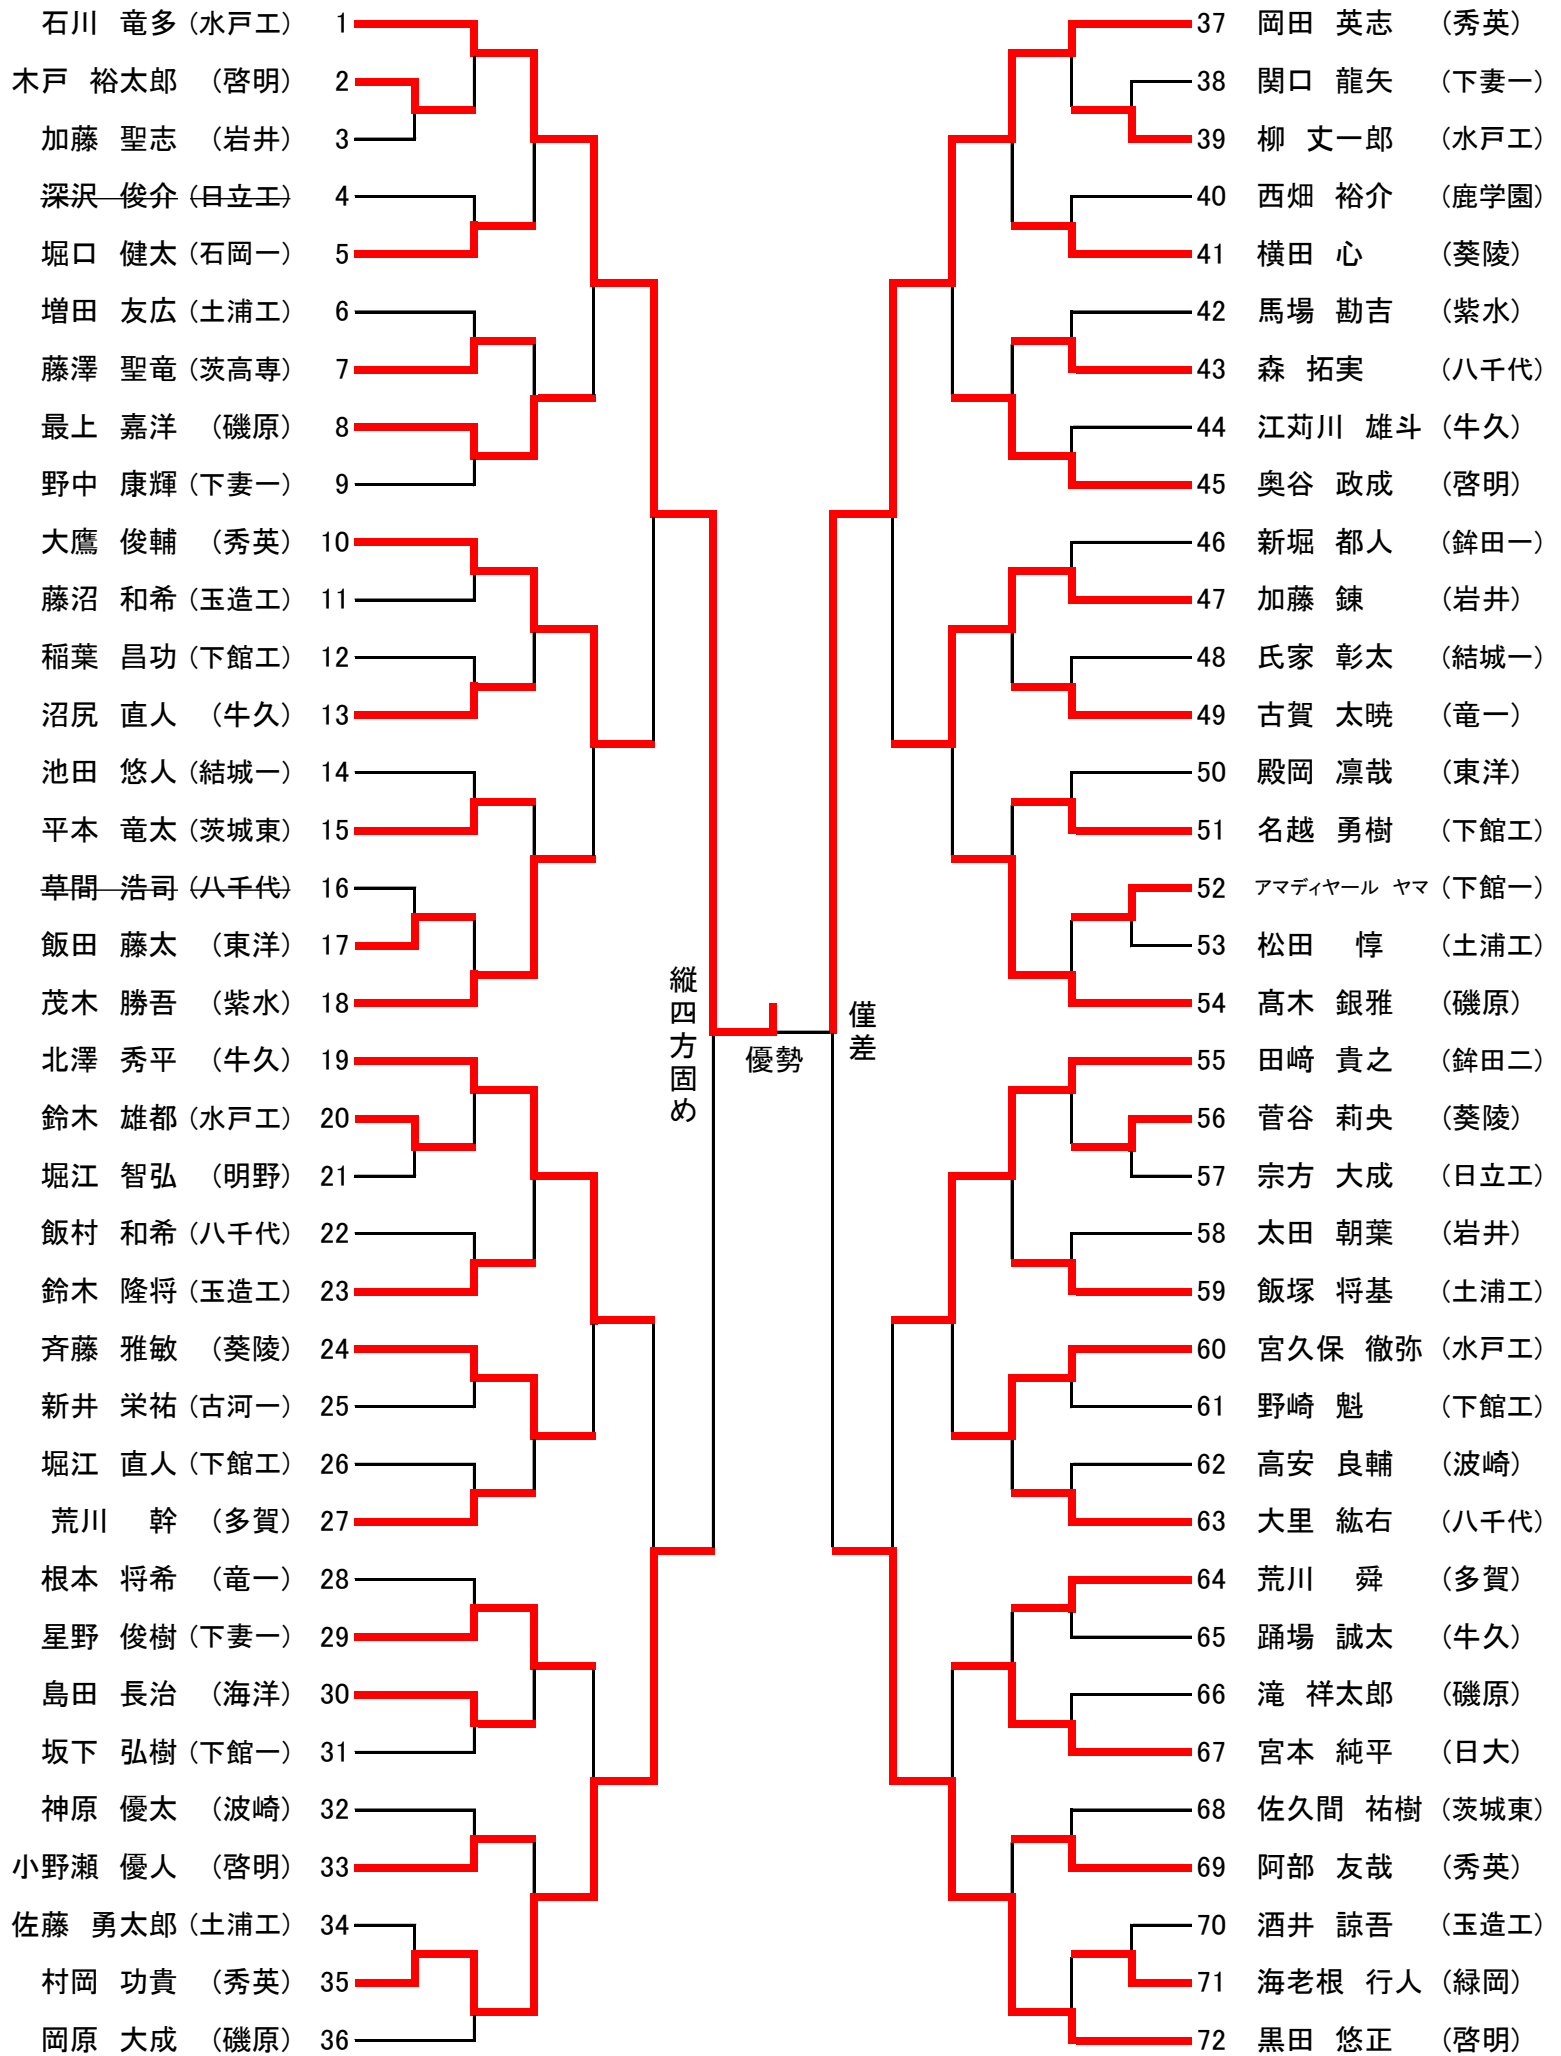 石川 竜多 (水戸工) 1
木戸 裕太郎 (啓明) 2
加藤 聖志 (岩井) 3
深沢 俊介 (日立工) 4
堀口 健太 (石岡一) 5
増田 友広 (土浦工) 6
藤澤 聖竜 (茨高専) 7
最上 嘉洋 (磯原) 8
野中 康輝 (下妻一) 9
大鷹 俊輔 (秀英) 10
藤沼 和希 (玉造工) 11
稲葉 昌功 (下館工) 12
沼尻 直人 (牛久) 13
池田 悠人 (結城一) 14
平本 竜太 (茨城東) 15
草間 浩司 (八千代) 16
飯田 藤太 (東洋) 17
茂木 勝吾 (紫水) 18
北澤 秀平 (牛久) 19
鈴木 雄都 (水戸工) 20
堀江 智弘 (明野) 21
飯村 和希 (八千代) 22
鈴木 隆将 (玉造工) 23
斉藤 雅敏 (葵陵) 24
新井 栄祐 (古河一) 25
堀江 直人 (下館工) 26
荒川 幹 (多賀) 27
根本 将希 (竜一) 28
星野 俊樹 (下妻一) 29
島田 長治 (海洋) 30
坂下 弘樹 (下館一) 31
神原 優太 (波崎) 32
小野瀬 優人 (啓明) 33
佐藤 勇太郎 (土浦工) 34
村岡 功貴 (秀英) 35
岡原 大成 (磯原) 36
縦四方固め
優勢
僅差
37 岡田 英志 (秀英)
38 関口 龍矢 (下妻一)
39 柳 丈一郎 (水戸工)
40 西畑 裕介 (鹿学園)
41 横田 心 (葵陵)
42 馬場 勘吉 (紫水)
43 森 拓実 (八千代)
44 江苅川 雄斗 (牛久)
45 奥谷 政成 (啓明)
46 新堀 都人 (鉾田一)
47 加藤 錬 (岩井)
48 氏家 彰太 (結城一)
49 古賀 太暁 (竜一)
50 殿岡 凛哉 (東洋)
51 名越 勇樹 (下館工)
52 アマディヤール ヤマ (下館一)
53 松田 惇 (土浦工)
54 髙木 銀雅 (磯原)
55 田﨑 貴之 (鉾田二)
56 菅谷 莉央 (葵陵)
57 宗方 大成 (日立工)
58 太田 朝葉 (岩井)
59 飯塚 将基 (土浦工)
60 宮久保 徹弥 (水戸工)
61 野崎 魁 (下館工)
62 高安 良輔 (波崎)
63 大里 紘右 (八千代)
64 荒川 舜 (多賀)
65 踊場 誠太 (牛久)
66 滝 祥太郎 (磯原)
67 宮本 純平 (日大)
68 佐久間 祐樹 (茨城東)
69 阿部 友哉 (秀英)
70 酒井 諒吾 (玉造工)
71 海老根 行人 (緑岡)
72 黒田 悠正 (啓明)